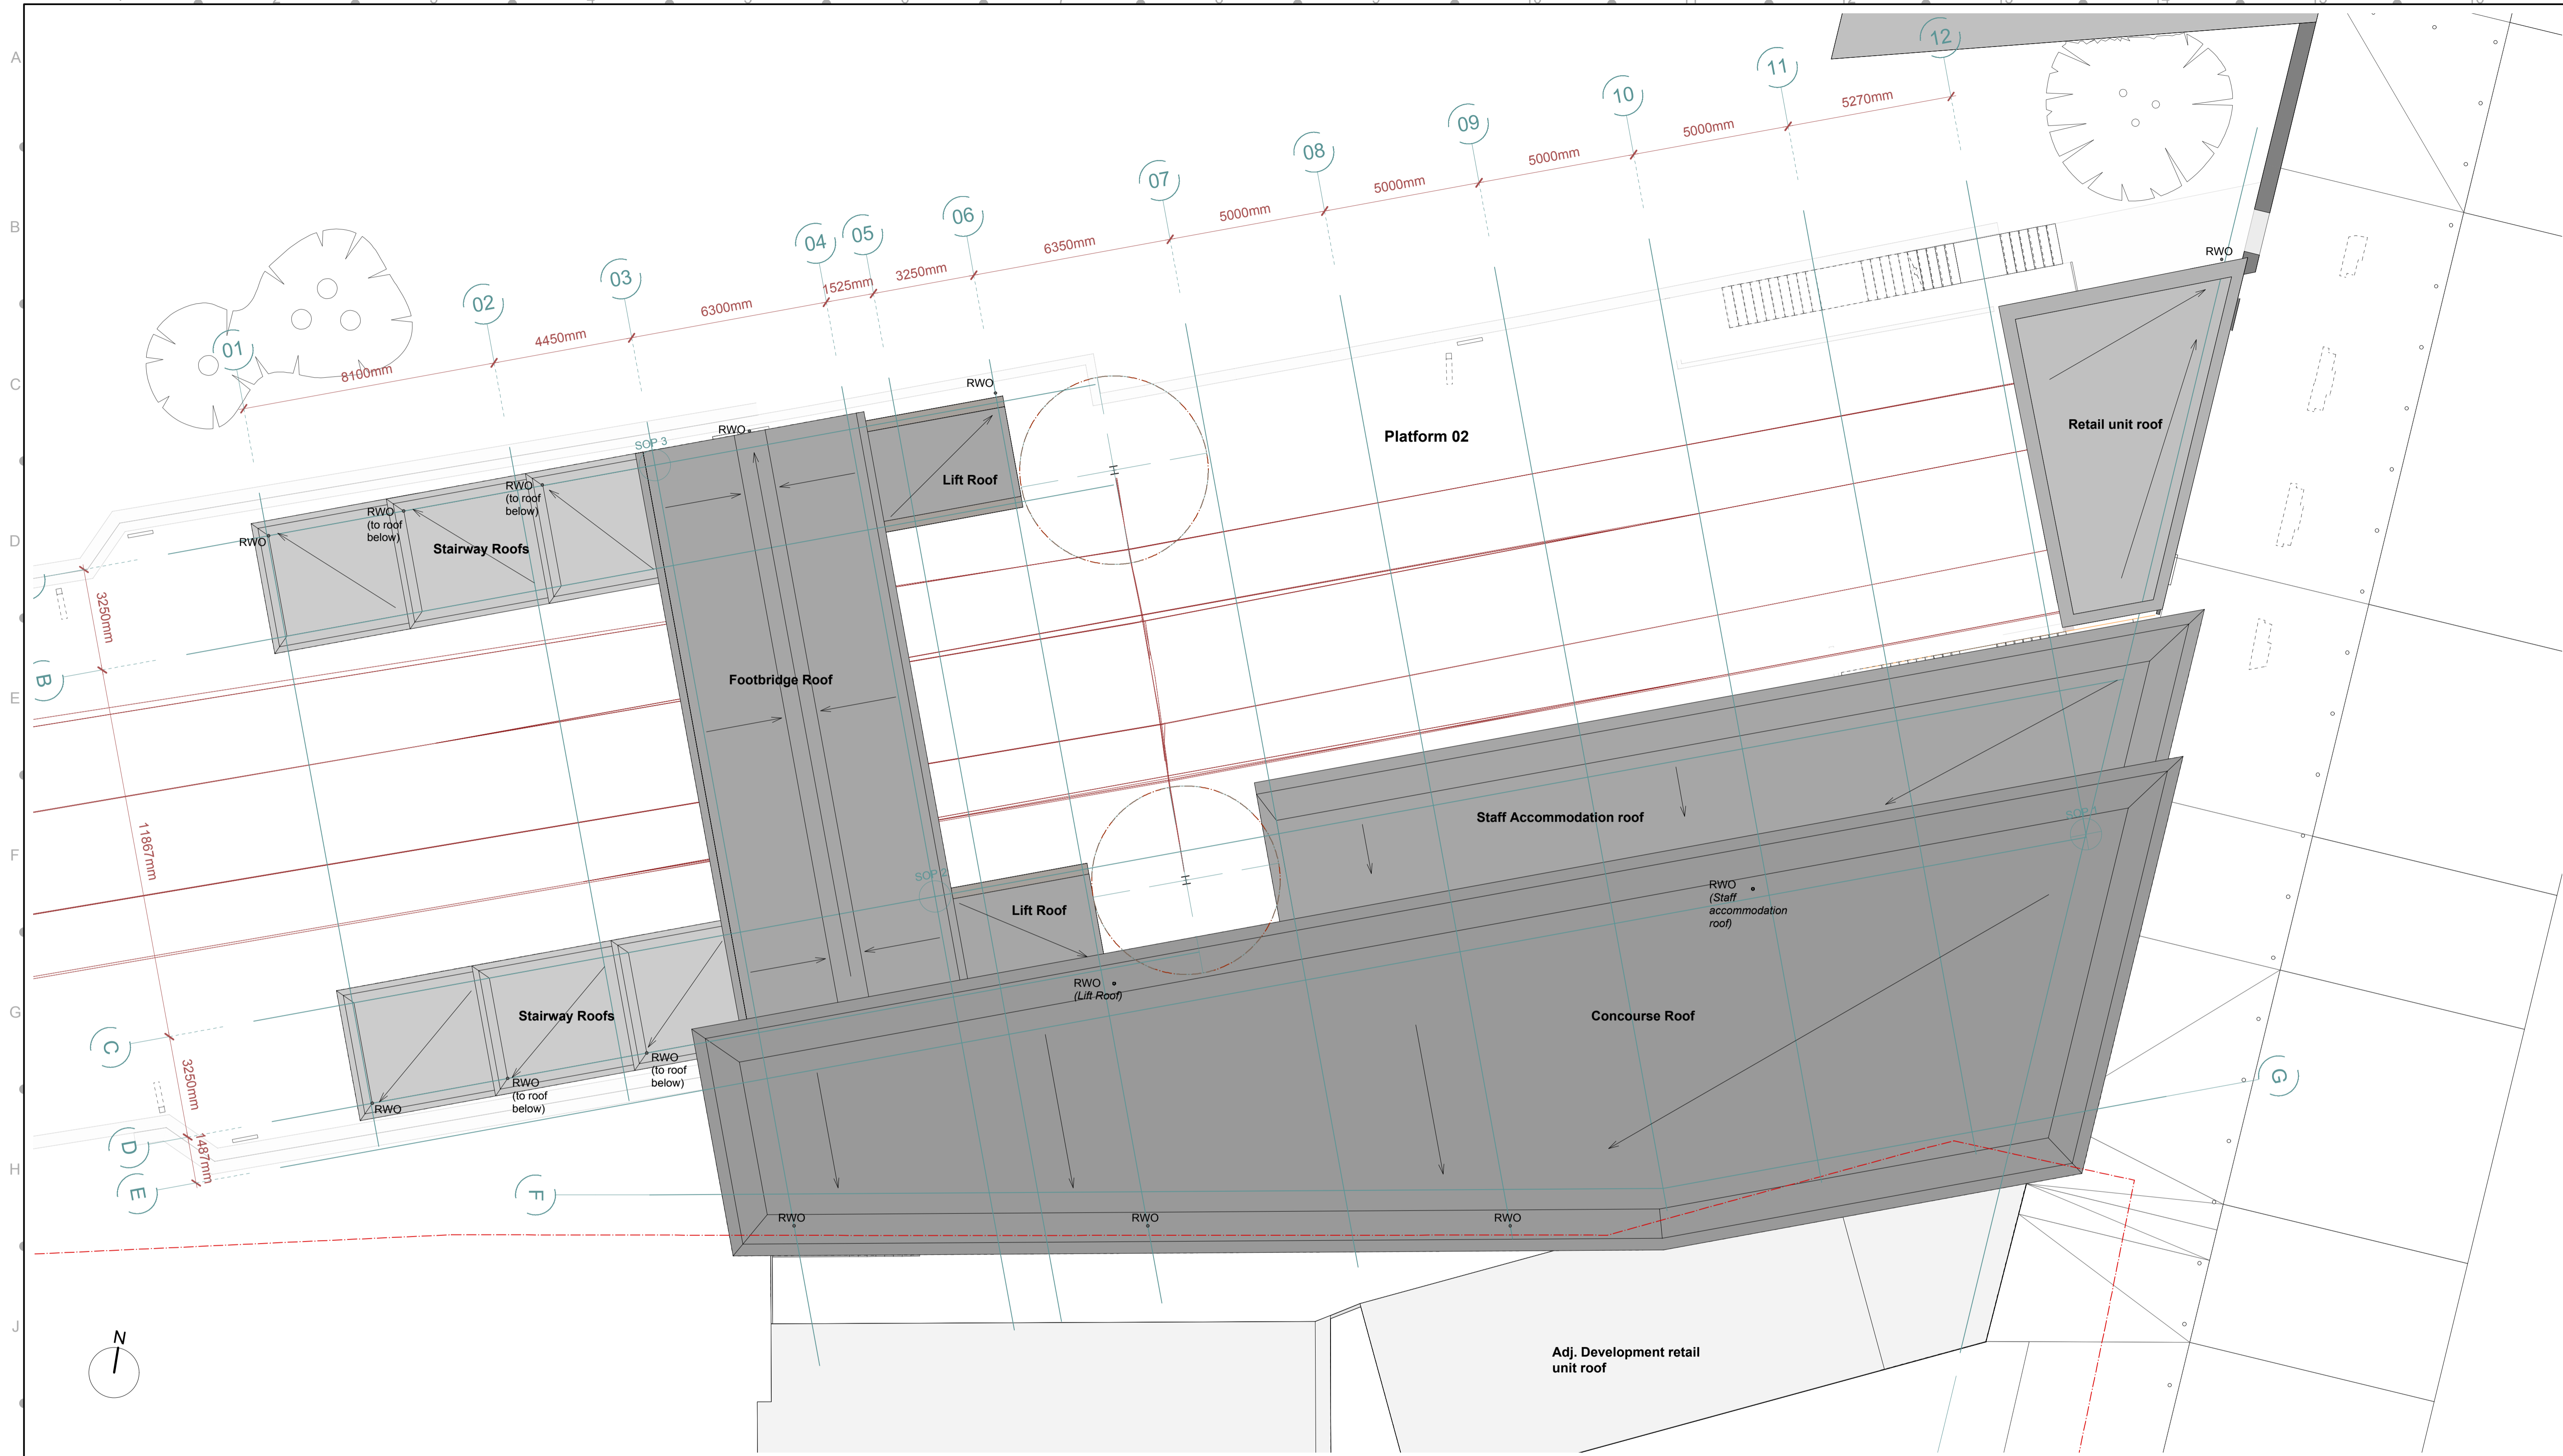 A
B
C
D
E
F
G
H
J
12
11
10
09
08
07
06
05
04
03
02
01
5270mm
5000mm
5000mm
5000mm
5000mm
6350mm
3250mm
1525mm
6300mm
4450mm
8100mm
RWO
Retail unit roof
Platform 02
RWO
Lift Roof
RWO
SOP 3
RWO
(to roof
below)
RWO
(to roof
below)
RWO
Stairway Roofs
3250mm
B
Footbridge Roof
11867mm
Staff Accommodation roof
SOP 1
SOP 2
Lift Roof
RWO
(Staff
accommodation
roof)
RWO
(Lift Roof)
Concourse Roof
Stairway Roofs
RWO
(to roof
below)
RWO
(to roof
below)
RWO
C
3250mm
D
1487mm
E
F
G
RWO
RWO
RWO
N
Adj. Development retail
unit roof